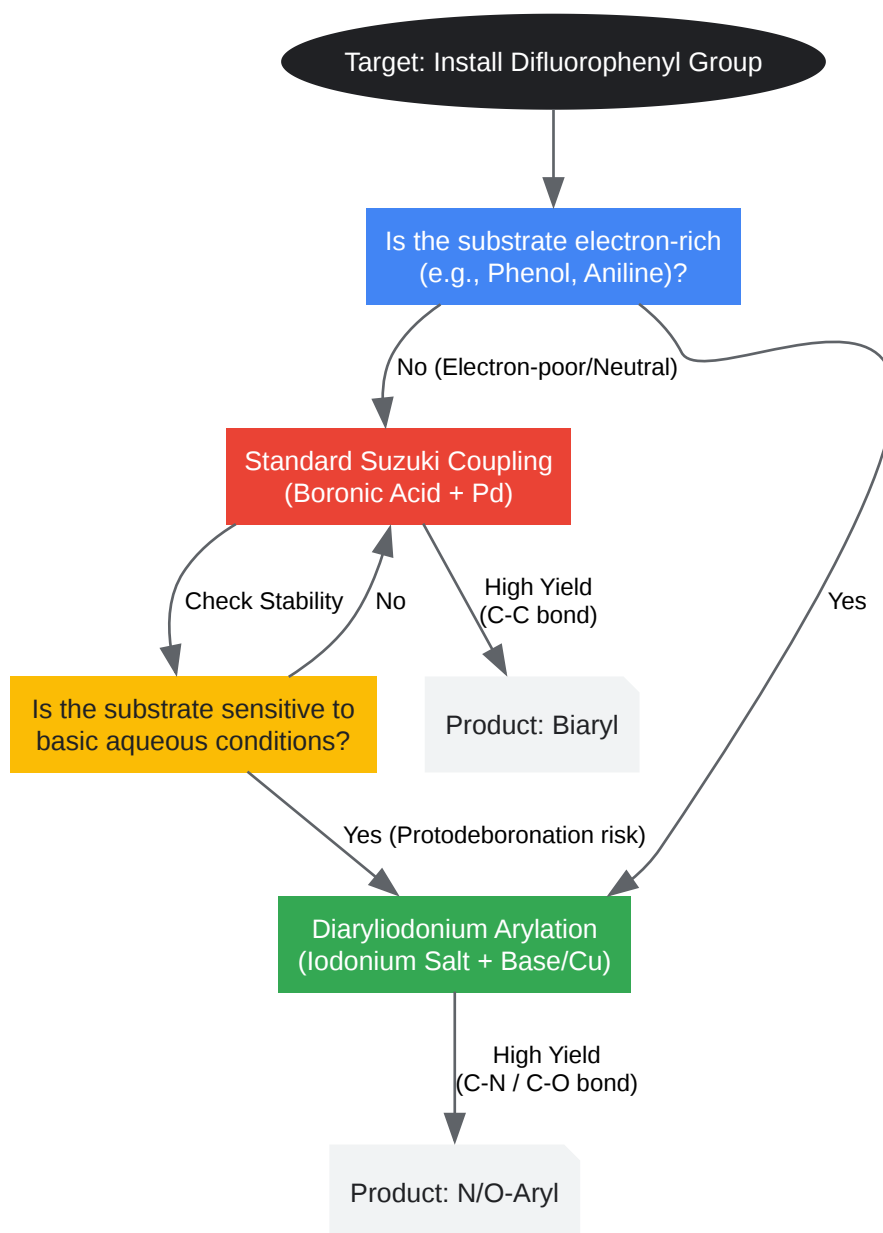 Target: Install Difluorophenyl Group
Is the substrate electron-rich
(e.g., Phenol, Aniline)?
No (Electron-poor/Neutral)
Standard Suzuki Coupling
(Boronic Acid + Pd)
Check Stability
No
High Yield
(C-C bond)
Yes
Is the substrate sensitive to
basic aqueous conditions?
Product: Biaryl
Yes (Protodeboronation risk)
Diaryliodonium Arylation
(Iodonium Salt + Base/Cu)
High Yield
(C-N / C-O bond)
Product: N/O-Aryl